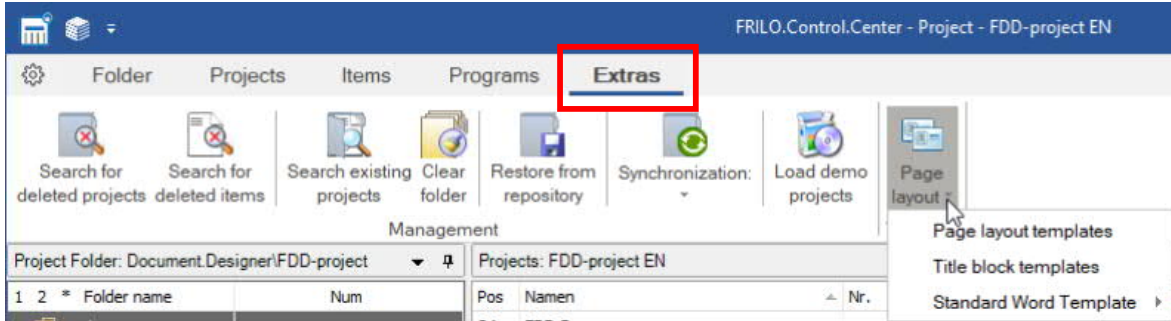 FRILO.Control.Center - Project - FDD-project EN
Folder Projects Items Programs Extras
Search for deleted projects
Search for deleted items
Search existing projects
Clear folder
Restore from repository
Synchronization:
Load demo projects
Page layout
Management
Page layout templates
Title block templates
Standard Word Template
Project Folder: Document.Designer\FDD-project
Projects: FDD-project EN
1 2 * Folder name Num
Pos Namen Nr.